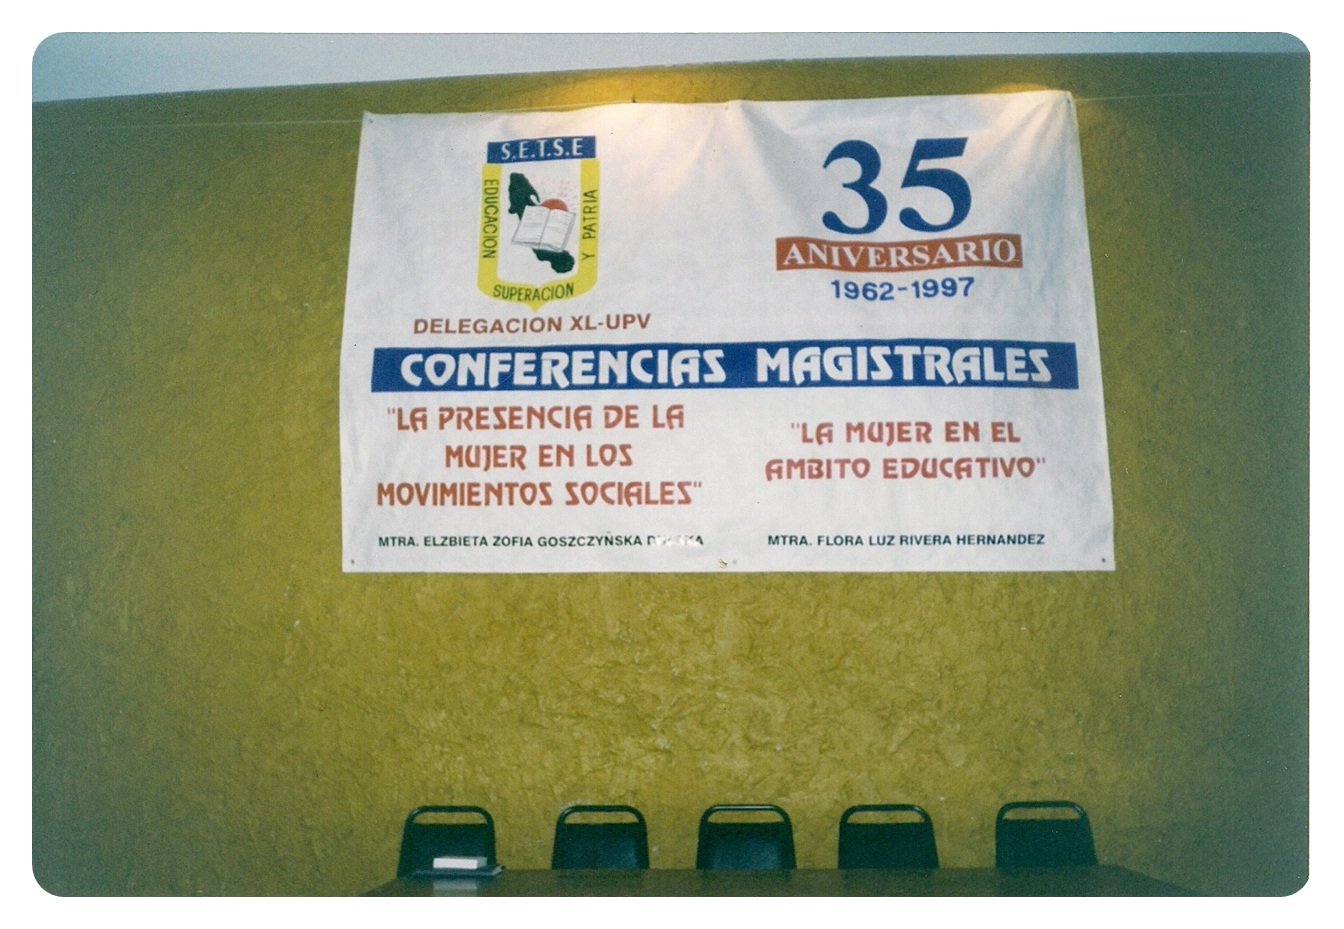 S.E.T.S.E
EDUCACION
Y PATRIA
SUPERACION
DELEGACION XL-UPV
35
ANIVERSARIO
1962-1997
CONFERENCIAS MAGISTRALES
"LA PRESENCIA DE LA
MUJER EN LOS
MOVIMIENTOS SOCIALES"
MTRA. ELZBIETA ZOFIA GOSZCZYÑSKA
"LA MUJER EN EL
AMBITO EDUCATIVO"
MTRA. FLORA LUZ RIVERA HERNANDEZ